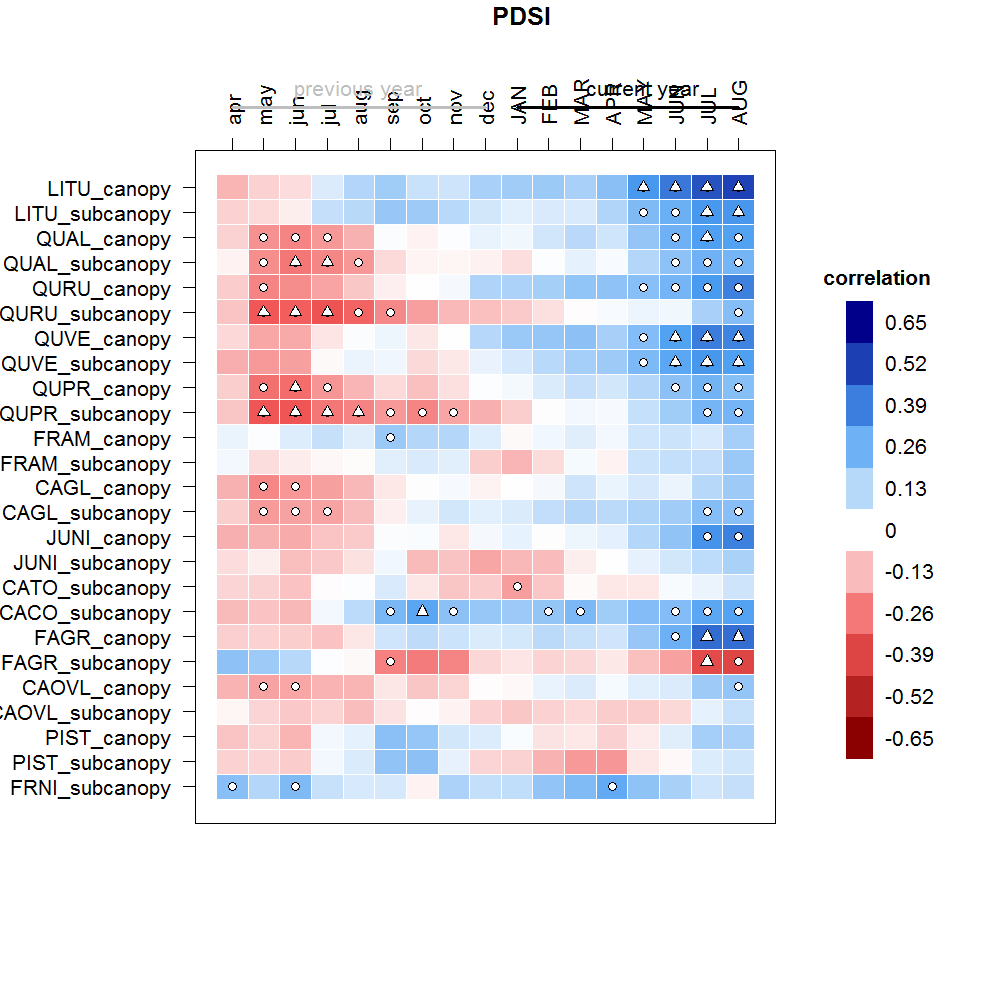 PDSI
previous year
current year
apr may jun jul aug sep oct nov dec JAN FEB MAR APR MAY JUN JUL AUG
LITU_canopy
LITU_subcanopy
QUAL_canopy
QUAL_subcanopy
QURU_canopy
QURU_subcanopy
QUVE_canopy
QUVE_subcanopy
QUPR_canopy
QUPR_subcanopy
FRAM_canopy
FRAM_subcanopy
CAGL_canopy
CAGL_subcanopy
JUNI_canopy
JUNI_subcanopy
CATO_subcanopy
CACO_subcanopy
FAGR_canopy
FAGR_subcanopy
CAOVL_canopy
CAOVL_subcanopy
PIST_canopy
PIST_subcanopy
FRNI_subcanopy
correlation
0.65
0.52
0.39
0.26
0.13
0
-0.13
-0.26
-0.39
-0.52
-0.65